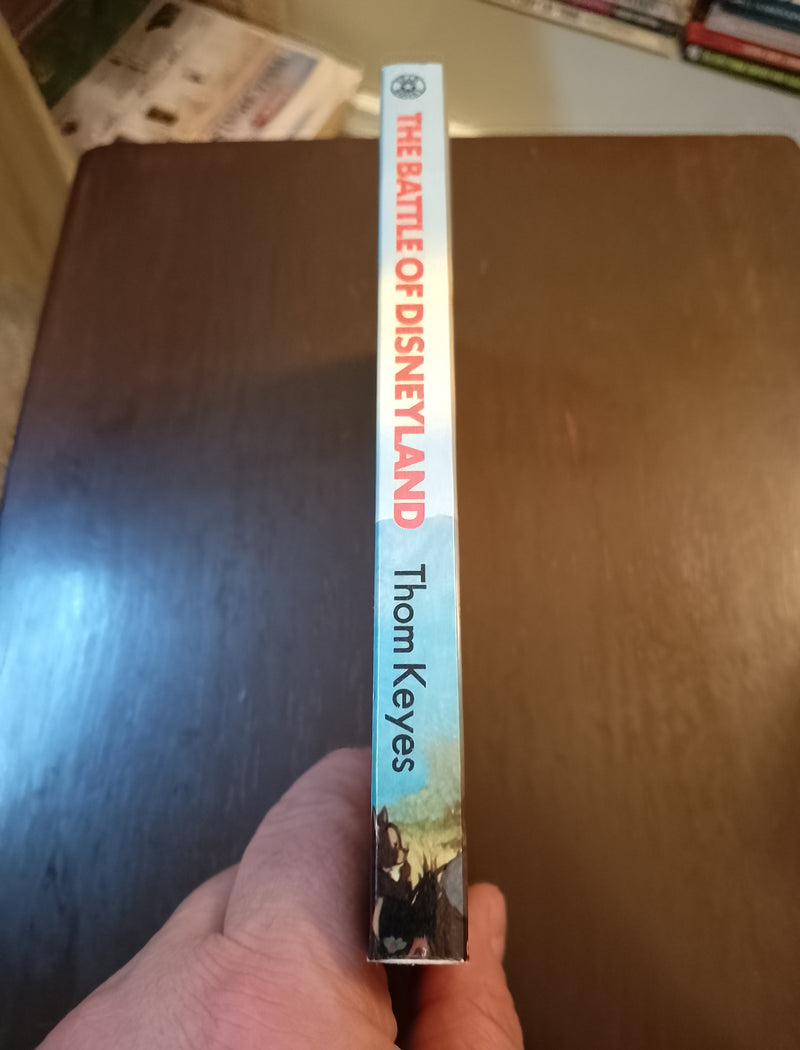 THE BATTLE OF DISNEYLAND
Thom Keyes